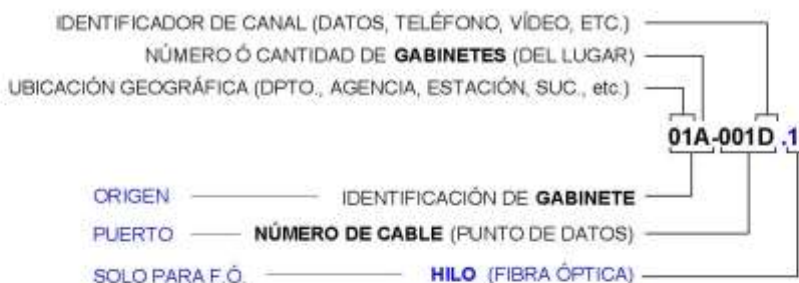 IDENTIFICADOR DE CANAL (DATOS, TELÉFONO, VÍDEO, ETC.)
NÚMERO Ó CANTIDAD DE GABINETES (DEL LUGAR)
UBICACIÓN GEOGRÁFICA (DPTO., AGENCIA, ESTACIÓN, SUC., etc.)
01A-001D.1
ORIGEN IDENTIFICACIÓN DE GABINETE
PUERTO NÚMERO DE CABLE (PUNTO DE DATOS)
SOLO PARA F.Ó. HILO (FIBRA ÓPTICA)